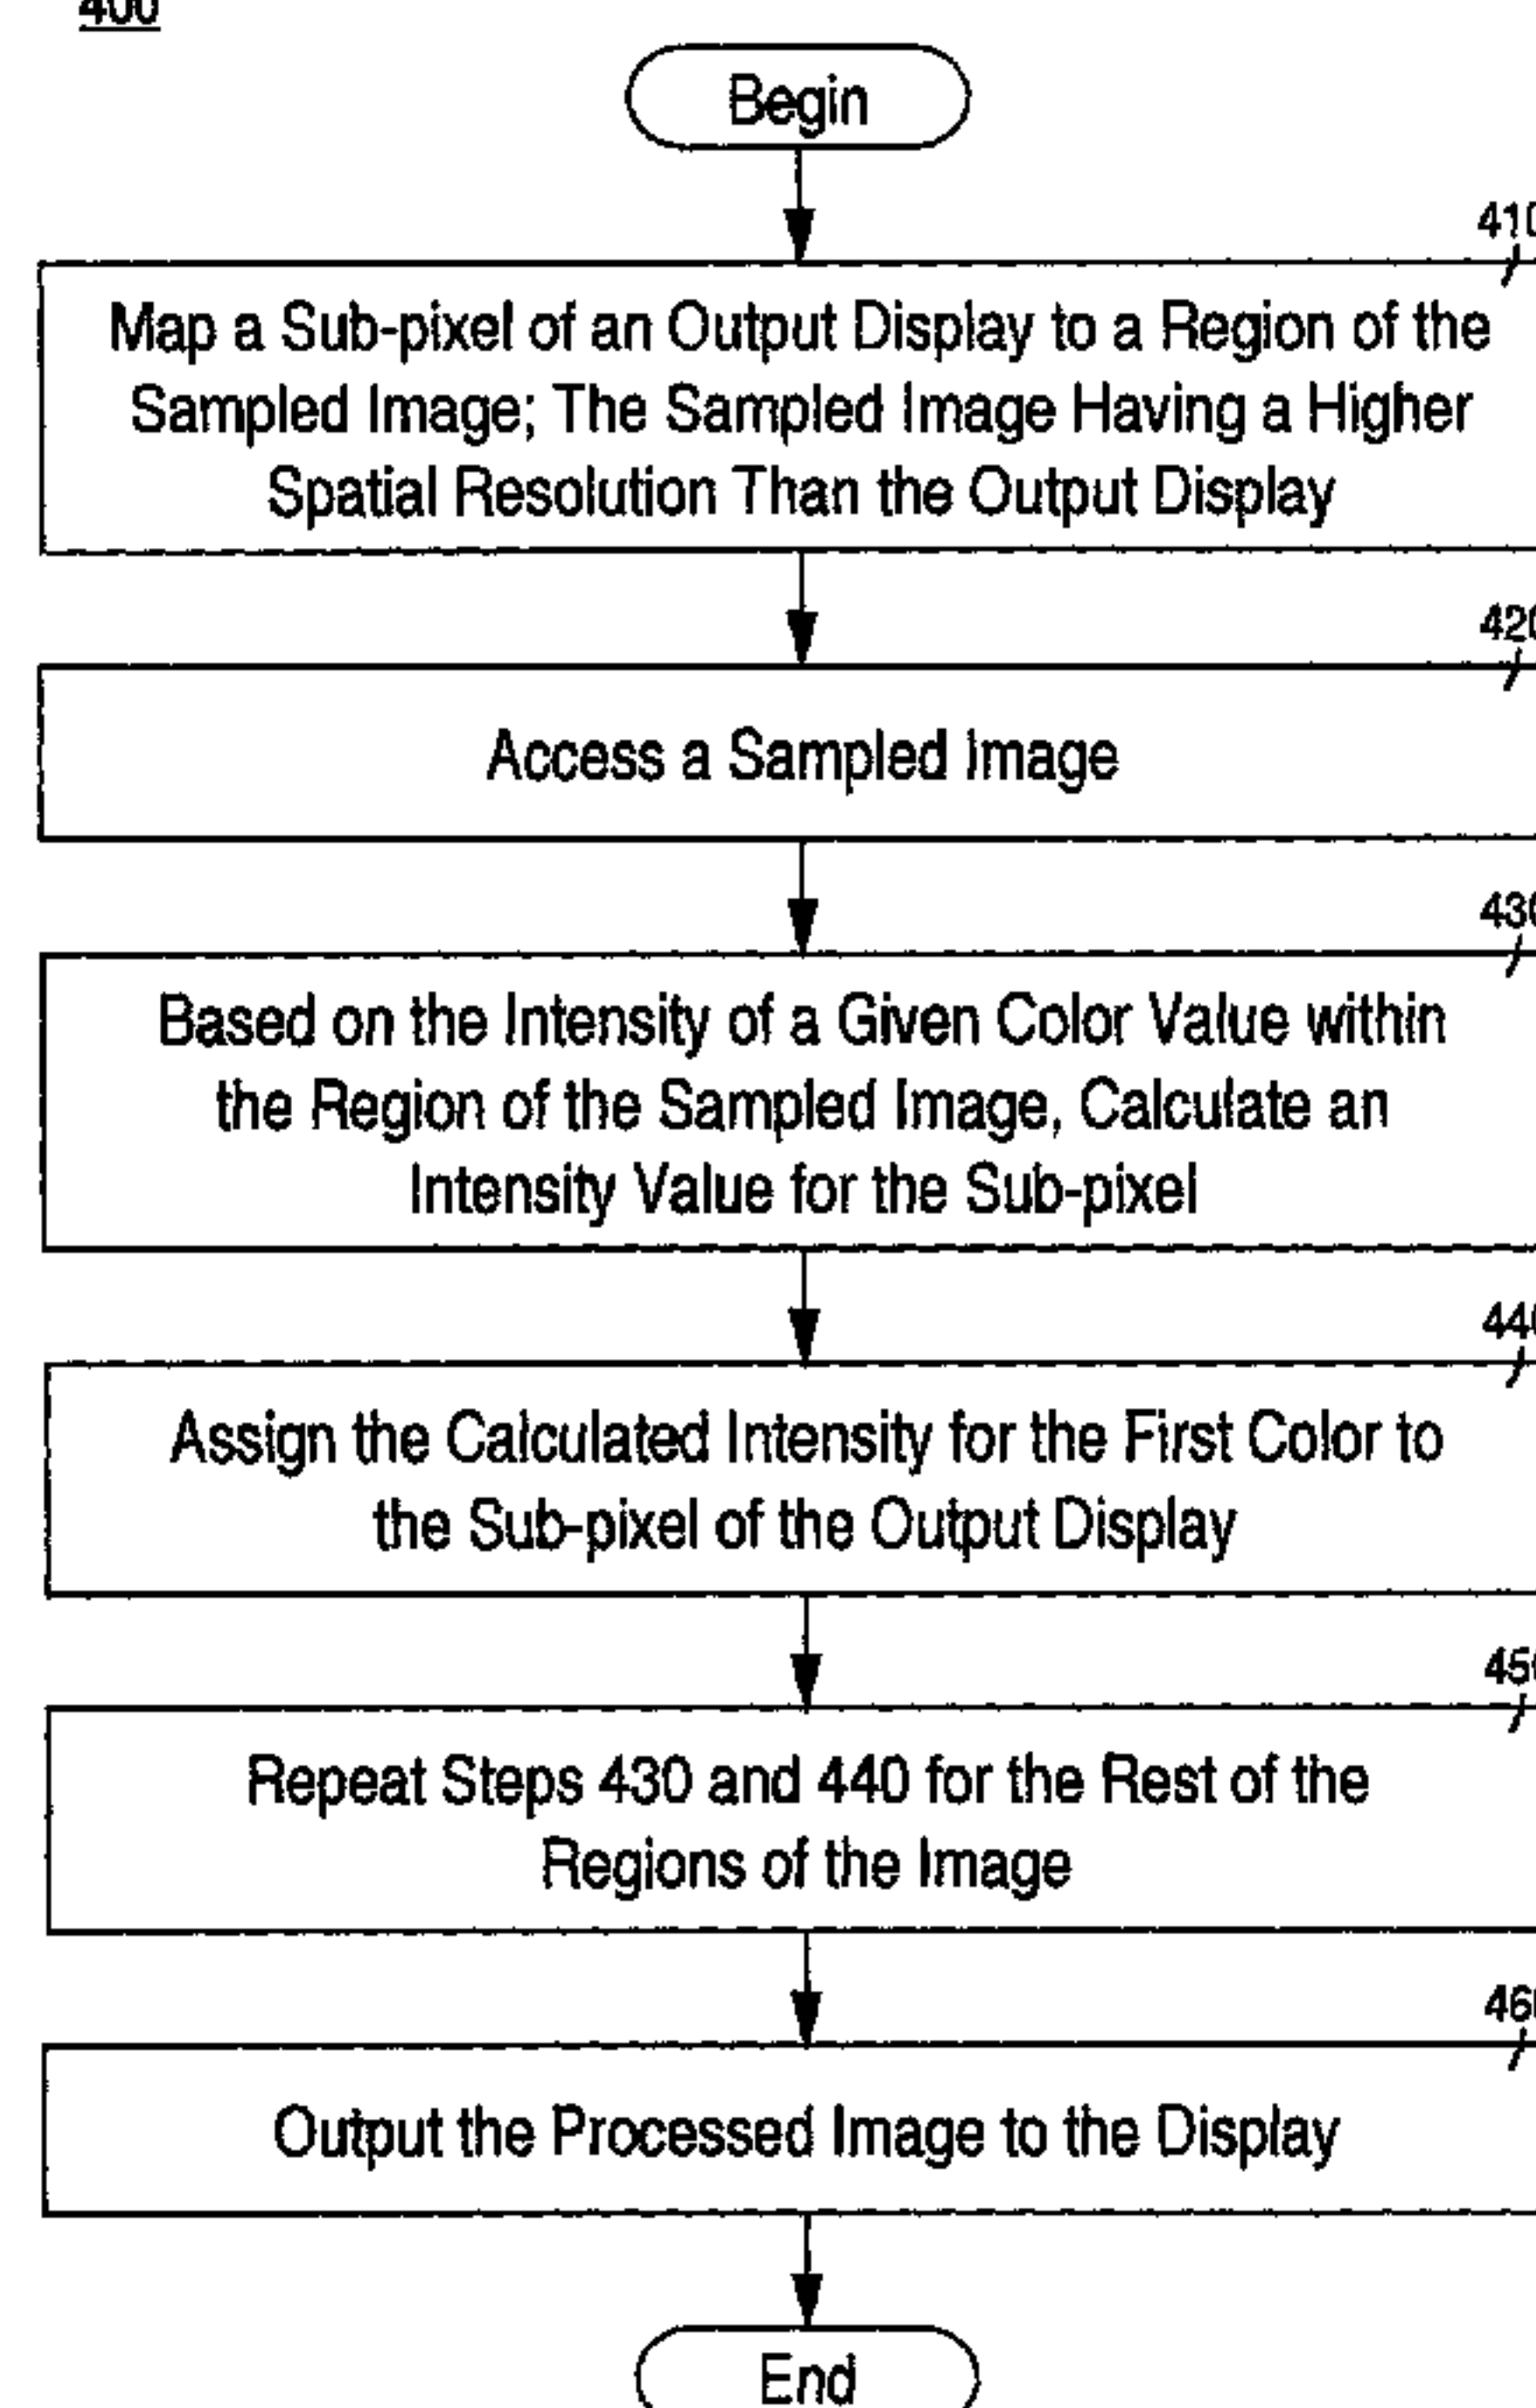 400
Begin
410
Map a Sub-pixel of an Output Display to a Region of the
Sampled Image; The Sampled Image Having a Higher
Spatial Resolution Than the Output Display
420
Access a Sampled Image
430
Based on the Intensity of a Given Color Value within
the Region of the Sampled Image, Calculate an
Intensity Value for the Sub-pixel
440
Assign the Calculated Intensity for the First Color to
the Sub-pixel of the Output Display
450
Repeat Steps 430 and 440 for the Rest of the
Regions of the Image
460
Output the Processed Image to the Display
End